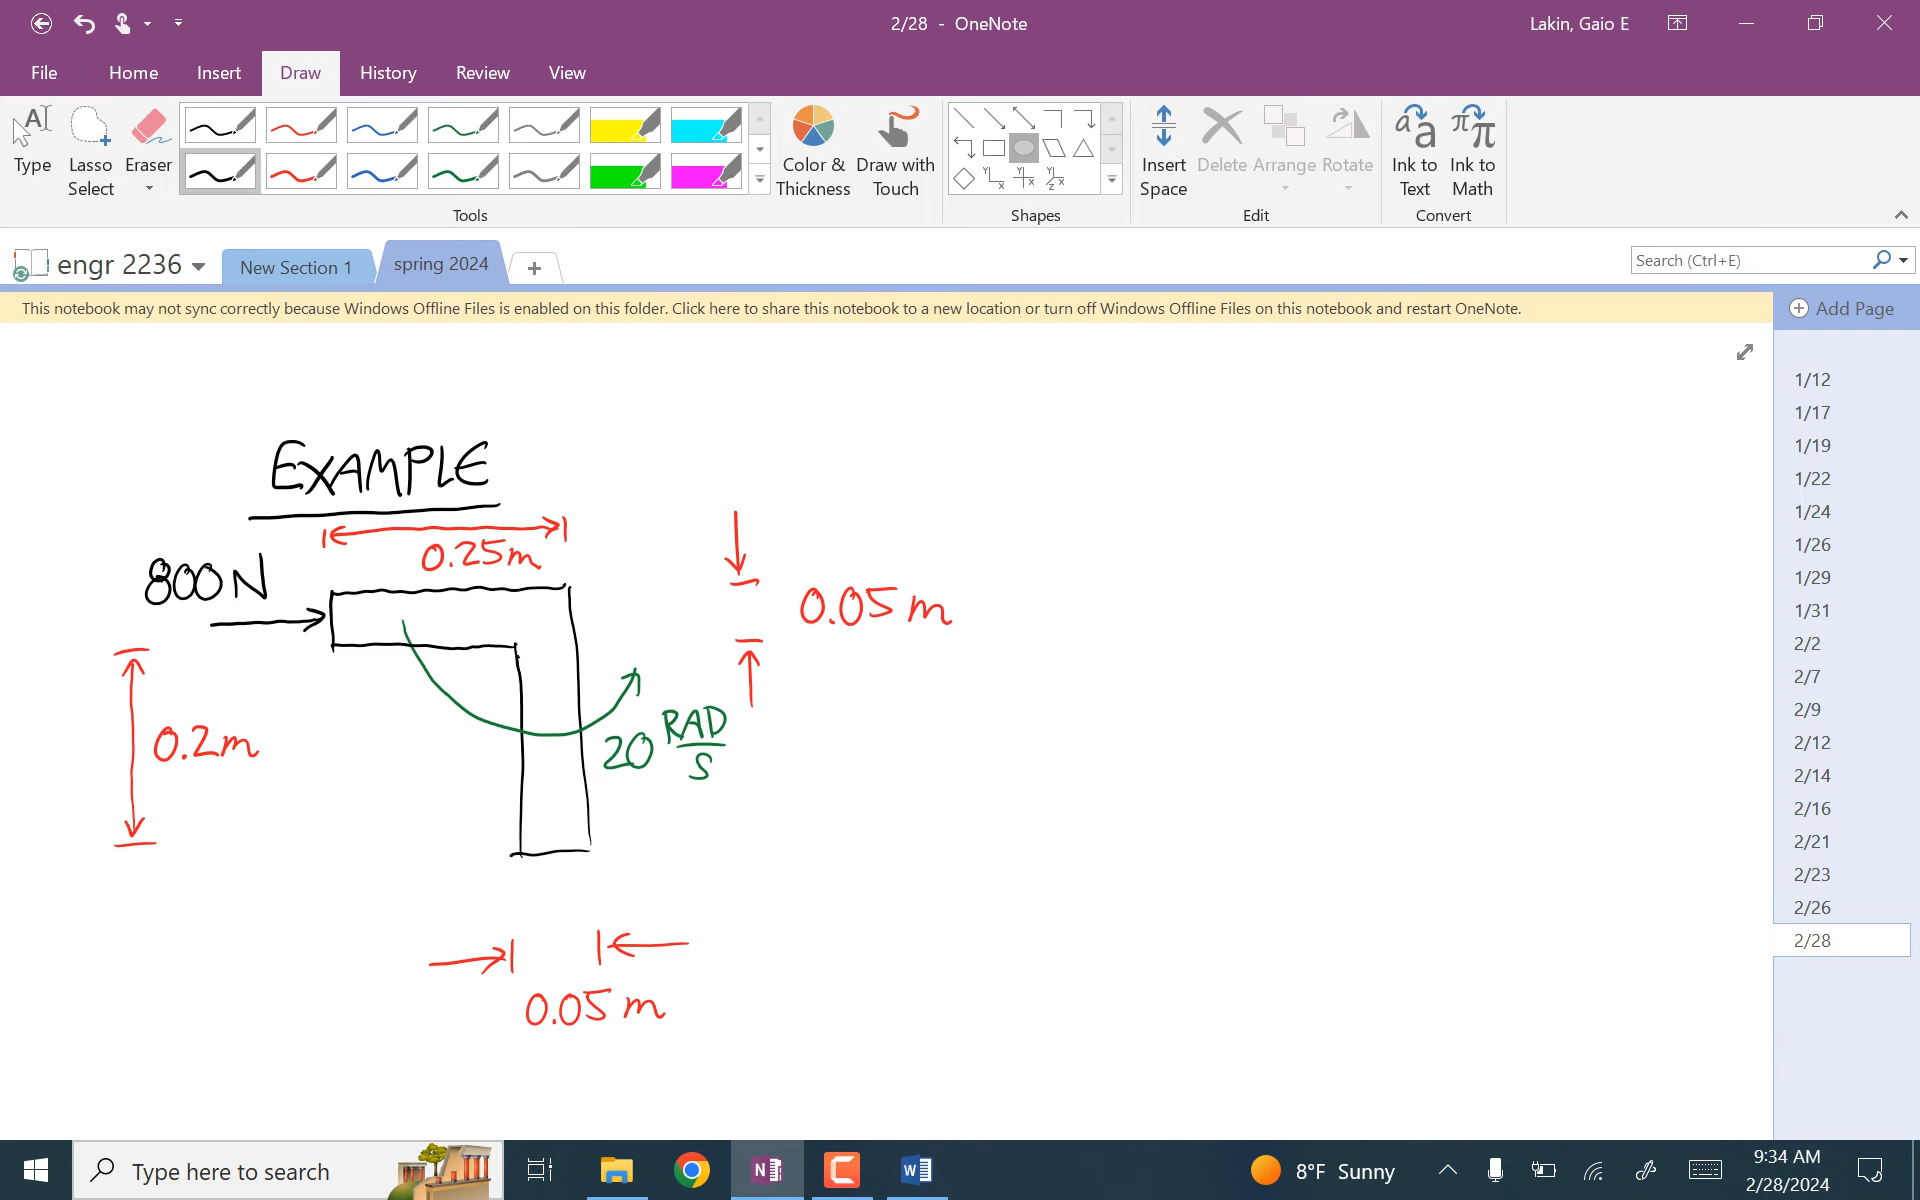 2/28 - OneNote
Lakin, Gaio E
File Home Insert Draw History Review View
Type
Lasso Select
Eraser
Color & Thickness
Draw with Touch
Insert Space
Delete
Arrange
Rotate
Ink to Text
Ink to Math
Tools
Shapes
Edit
Convert
engr 2236
New Section 1
spring 2024
Search (Ctrl+E)
This notebook may not sync correctly because Windows Offline Files is enabled on this folder. Click here to share this notebook to a new location or turn off Windows Offline Files on this notebook and restart OneNote.
Add Page
1/12
1/17
1/19
1/22
1/24
1/26
1/29
1/31
2/2
2/7
2/9
2/12
2/14
2/16
2/21
2/23
2/26
2/28
EXAMPLE
0.25m
800N
0.05m
0.2m
20 RAD/S
0.05m
Type here to search
8°F Sunny
9:34 AM
2/28/2024